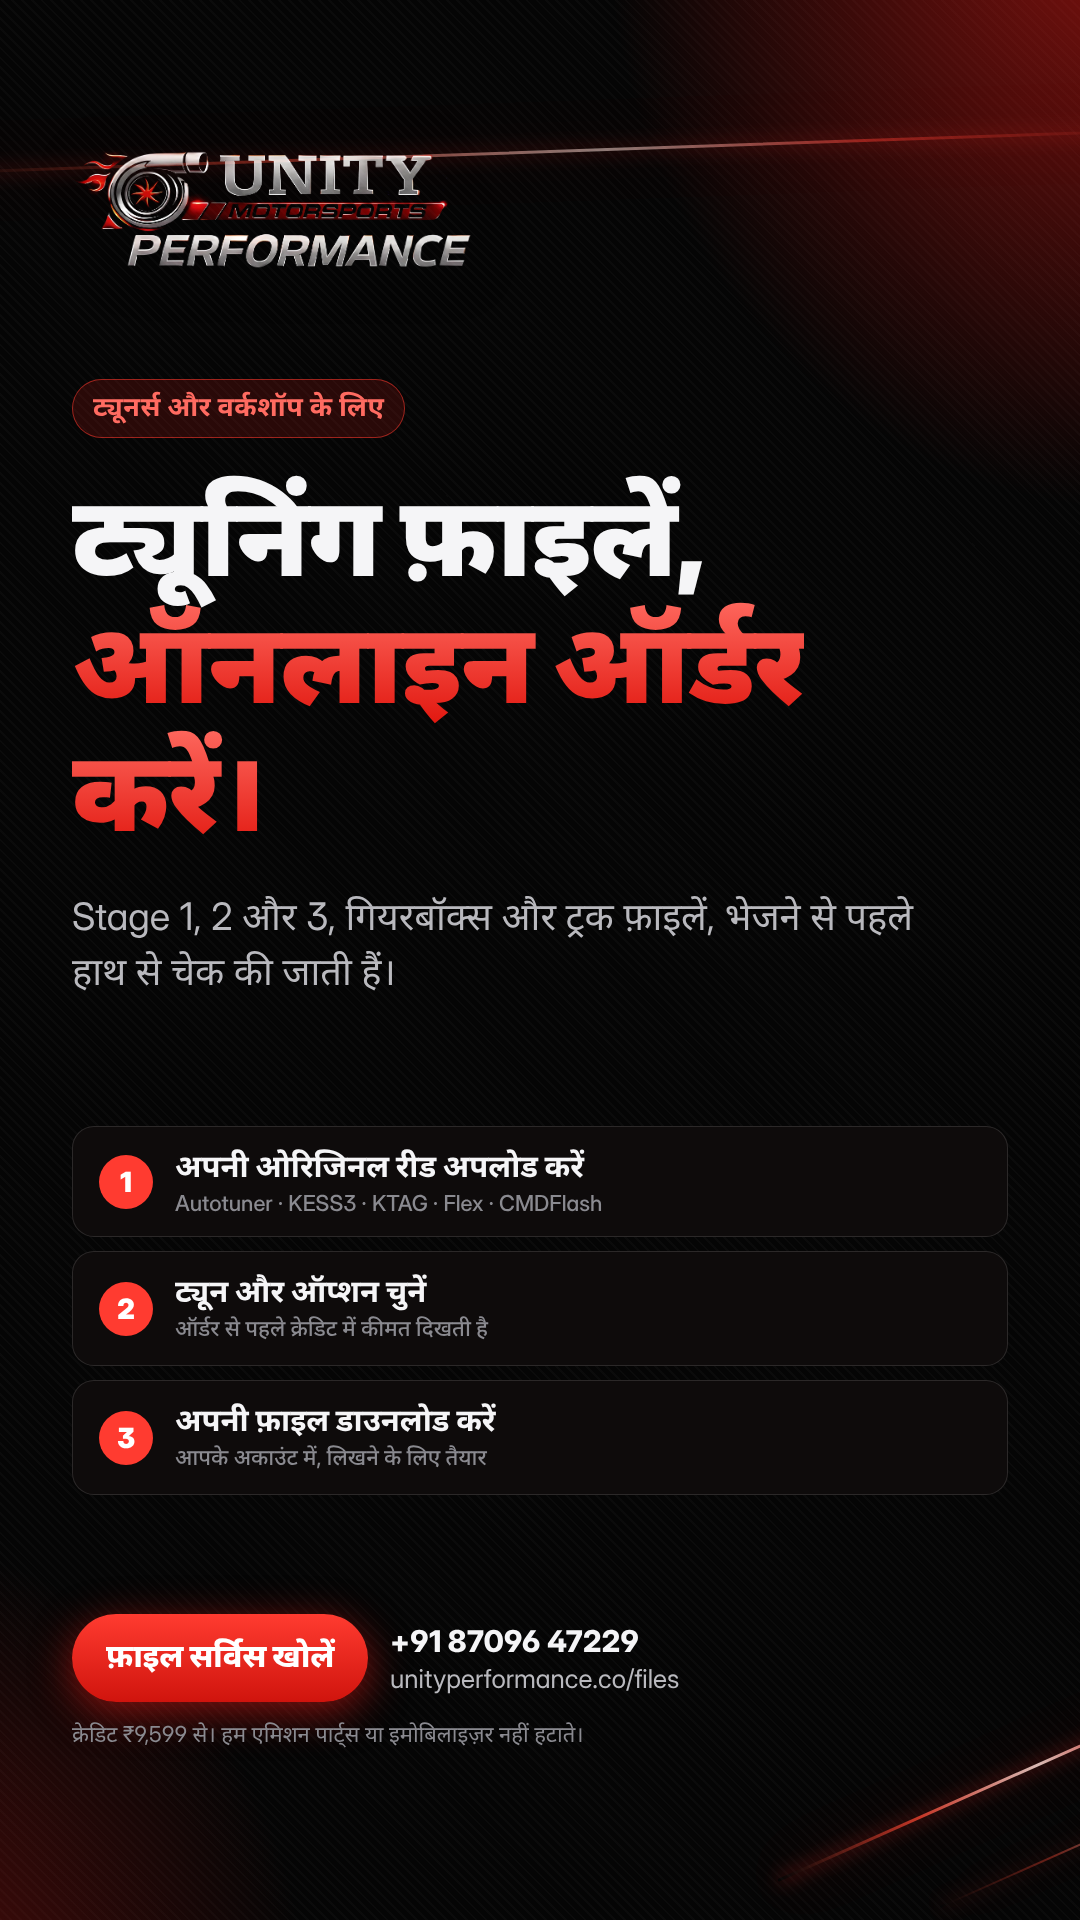 UNITY
MOTORSPORTS
PERFORMANCE
ट्यूनर्स और वर्कशॉप के लिए
ट्यूनिंग फ़ाइलें,
ऑनलाइन ऑर्डर
करें।
Stage 1, 2 और 3, गियरबॉक्स और ट्रक फ़ाइलें, भेजने से पहले
हाथ से चेक की जाती हैं।
1
अपनी ओरिजिनल रीड अपलोड करें
Autotuner · KESS3 · KTAG · Flex · CMDFlash
2
ट्यून और ऑप्शन चुनें
ऑर्डर से पहले क्रेडिट में कीमत दिखती है
3
अपनी फ़ाइल डाउनलोड करें
आपके अकाउंट में, लिखने के लिए तैयार
फ़ाइल सर्विस खोलें
+91 87096 47229
unityperformance.co/files
क्रेडिट ₹9,599 से। हम एमिशन पार्ट्स या इमोबिलाइज़र नहीं हटाते।